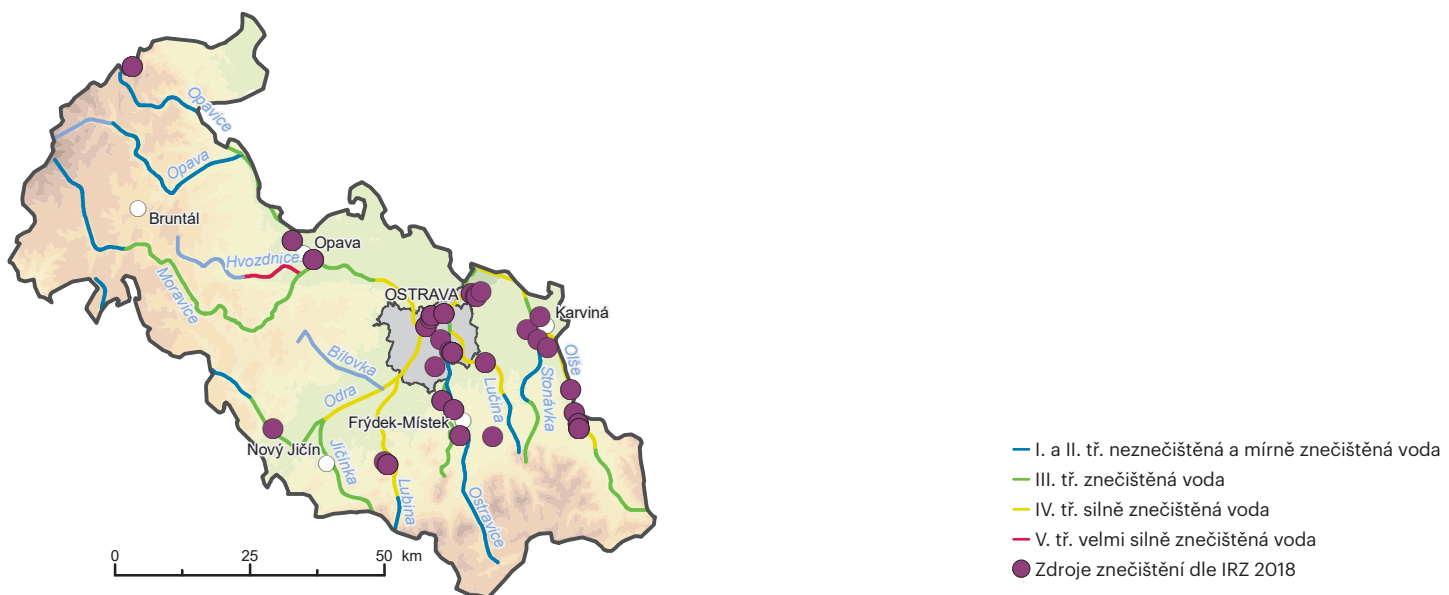 Opavice
Opava
Bruntál
Opava
Hvozdnice
Moravice
OSTRAVA
Karviná
Bílovka
Olše
Stonávka
Lučina
Odra
Frýdek-Místek
Nový Jičín
Jičínka
Lubina
Ostravice
0 25 50 km
I. a II. tř. neznečištěná a mírně znečištěná voda
III. tř. znečištěná voda
IV. tř. silně znečištěná voda
V. tř. velmi silně znečištěná voda
Zdroje znečištění dle IRZ 2018